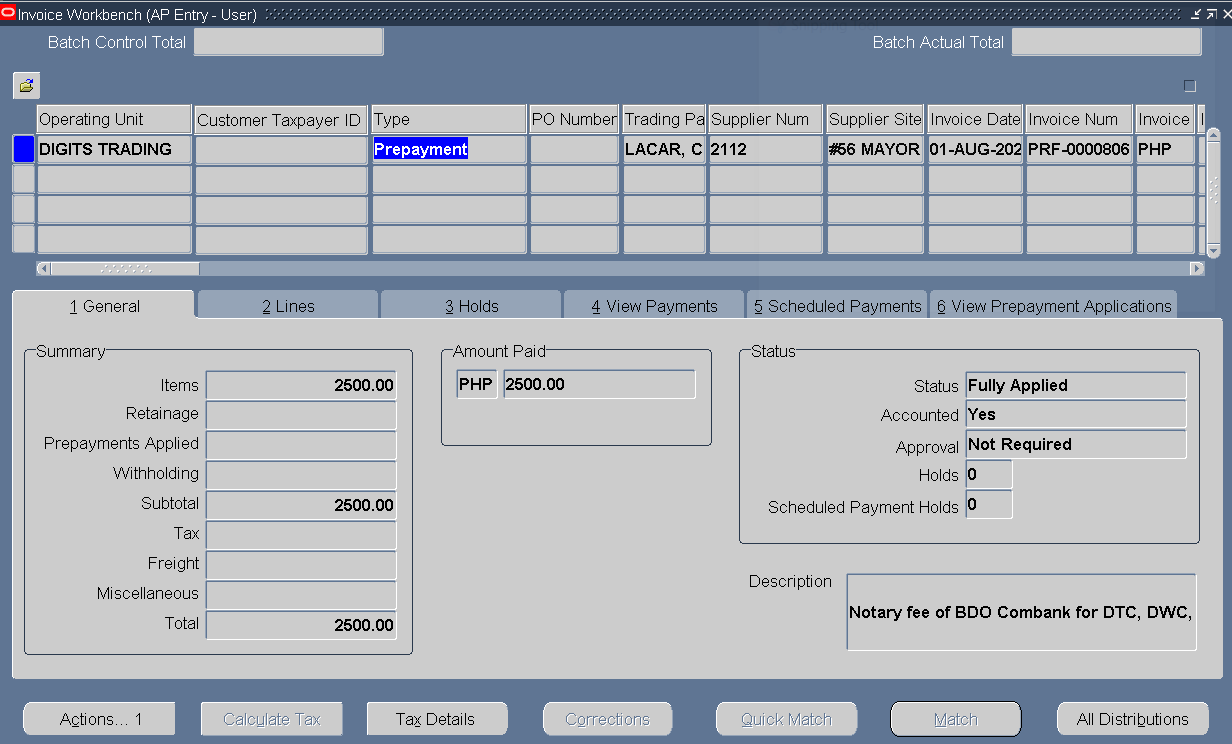 Invoice Workbench (AP Entry - User)
Batch Control Total
Batch Actual Total
Operating Unit Customer Taxpayer ID Type PO Number Trading Pa Supplier Num Supplier Site Invoice Date Invoice Num Invoice
DIGITS TRADING Prepayment LACAR, C 2112 #56 MAYOR 01-AUG-202 PRF-0000806 PHP
1 General 2 Lines 3 Holds 4 View Payments 5 Scheduled Payments 6 View Prepayment Applications
Summary
Items 2500.00
Retainage
Prepayments Applied
Withholding
Subtotal 2500.00
Tax
Freight
Miscellaneous
Total 2500.00
Amount Paid
PHP 2500.00
Status
Status Fully Applied
Accounted Yes
Approval Not Required
Holds 0
Scheduled Payment Holds 0
Description Notary fee of BDO Combank for DTC, DWC,
Actions... 1 Calculate Tax Tax Details Corrections Quick Match Match All Distributions